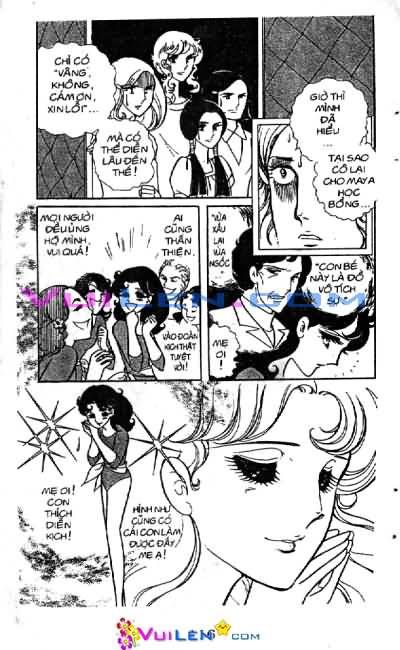 CHỈ CÓ
"VÂNG,
KHÔNG,
CÁM ƠN,
XIN LỖI"...
MÀ CÓ
THỂ DIỄN
LÂU ĐẾN
THẾ!
GIỜ THÌ
MÌNH
ĐÃ
HIỂU
...
TẠI SAO
CÔ LẠI
CHO MAYA
HỌC
BỔNG...
MỌI NGƯỜI
ĐỀU ỦNG
HỘ MÌNH,
VUI QUÁ!
AI
CŨNG
THÂN
THIỆN.
VÀO ĐOÀN
KỊCH THẬT
TUYỆT
VỜI!
"VỪA
XẤU
LẠI
VỪA
NGỐC
"CON BÉ
NÀY LÀ ĐỒ
VÔ TÍCH
MẸ
ƠI!
VUILEN.COM
MẸ ƠI!
CON
THÍCH
DIỄN
KỊCH!
HÌNH NHƯ
CŨNG CÓ
CÁI CON LÀM
ĐƯỢC ĐẤY,
MẸ Ạ!
VUILEN.COM